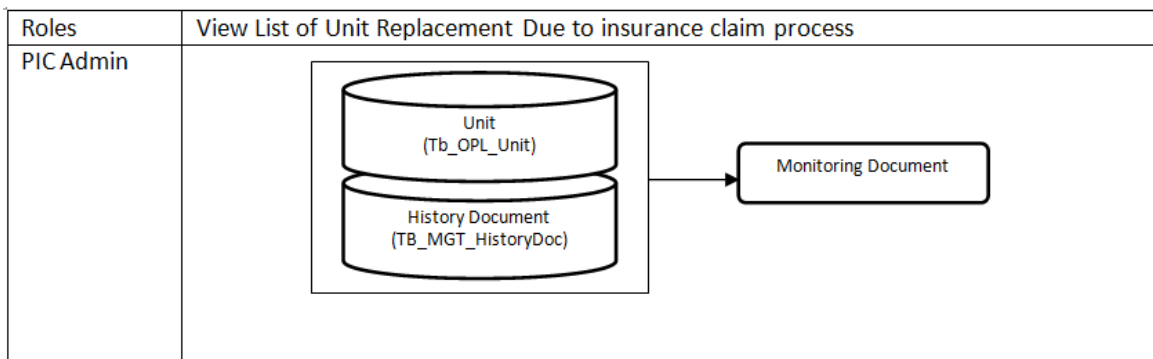 Roles
View List of Unit Replacement Due to insurance claim process
PIC Admin
Unit
(Tb_OPL_Unit)
History Document
(TB_MGT_HistoryDoc)
Monitoring Document